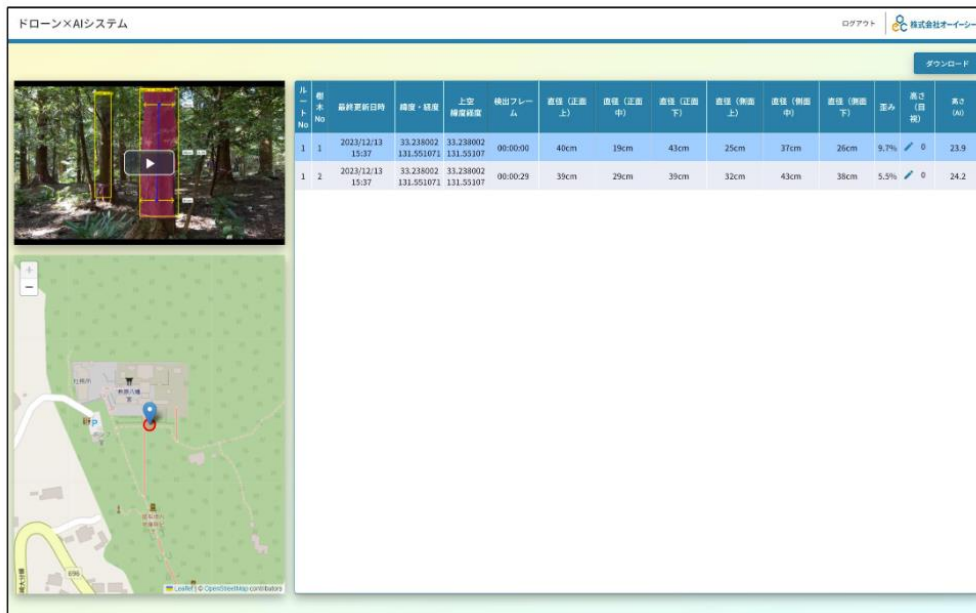 ドローン×AIシステム
ログアウト
株式会社オーイーシー
ダウンロード
ルートNo 樹木No 最終更新日時 緯度・経度 上空緯度経度 検出フレーム 直径（正面上） 直径（正面中） 直径（正面下） 直径（側面上） 直径（側面中） 直径（側面下） 歪み 高さ（目視） 高さ（AI）
1 1 2023/12/13 15:37 33.238002 131.551071 33.238002 131.55107 00:00:00 40cm 19cm 43cm 25cm 37cm 26cm 9.7% 0 23.9
1 2 2023/12/13 15:37 33.238002 131.551071 33.238002 131.55107 00:00:29 39cm 29cm 39cm 32cm 43cm 38cm 5.5% 0 24.2
+
−
社務所
P
696
Leaflet | © OpenStreetMap contributors